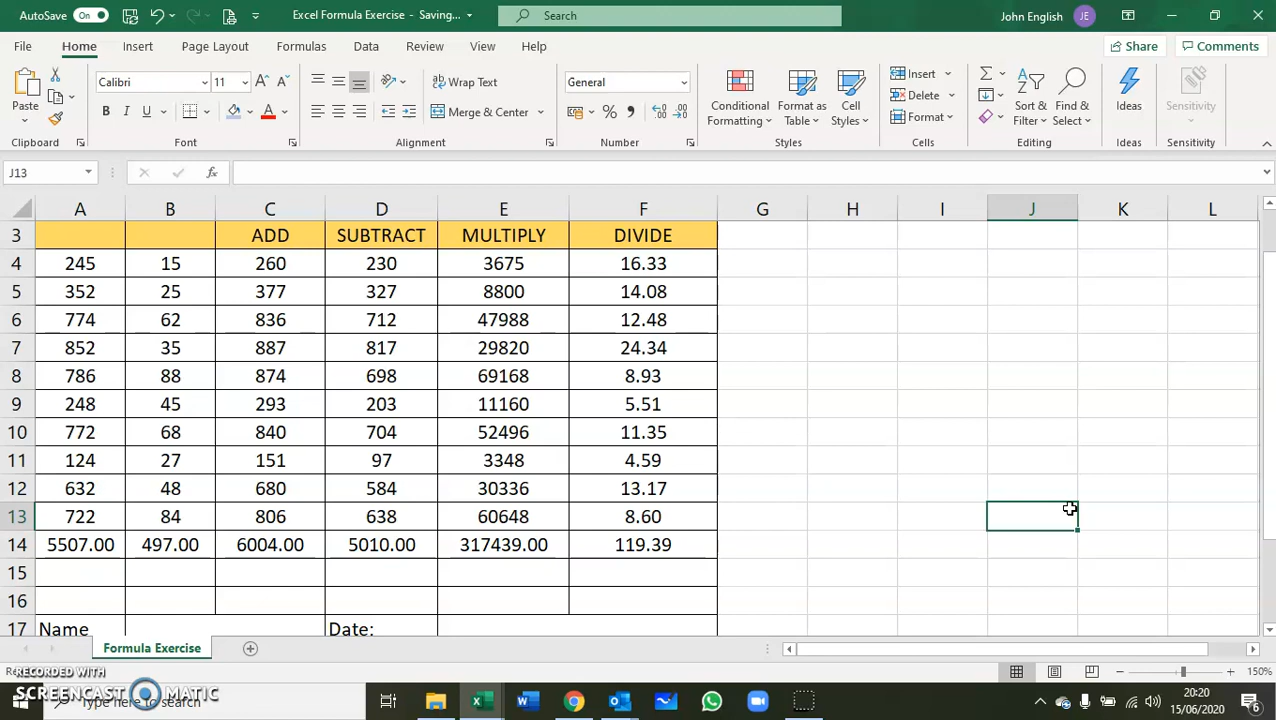 AutoSave On Excel Formula Exercise - Saving... Search John English JE
File Home Insert Page Layout Formulas Data Review View Help Share Comments
Paste Calibri 11 Wrap Text General Conditional Formatting Format as Table Cell Styles Insert Sort & Filter Find & Select Ideas Sensitivity
B I U Merge & Center Delete
Format
Clipboard Font Alignment Number Styles Cells Editing Ideas Sensitivity
J13 fx
A B C D E F G H I J K L
3 ADD SUBTRACT MULTIPLY DIVIDE
4 245 15 260 230 3675 16.33
5 352 25 377 327 8800 14.08
6 774 62 836 712 47988 12.48
7 852 35 887 817 29820 24.34
8 786 88 874 698 69168 8.93
9 248 45 293 203 11160 5.51
10 772 68 840 704 52496 11.35
11 124 27 151 97 3348 4.59
12 632 48 680 584 30336 13.17
13 722 84 806 638 60648 8.60
14 5507.00 497.00 6004.00 5010.00 317439.00 119.39
15
16
17 Name Date:
Formula Exercise
RECORDED WITH 150%
SCREENCAST MATIC Type here to search 20:20
15/06/2020 6